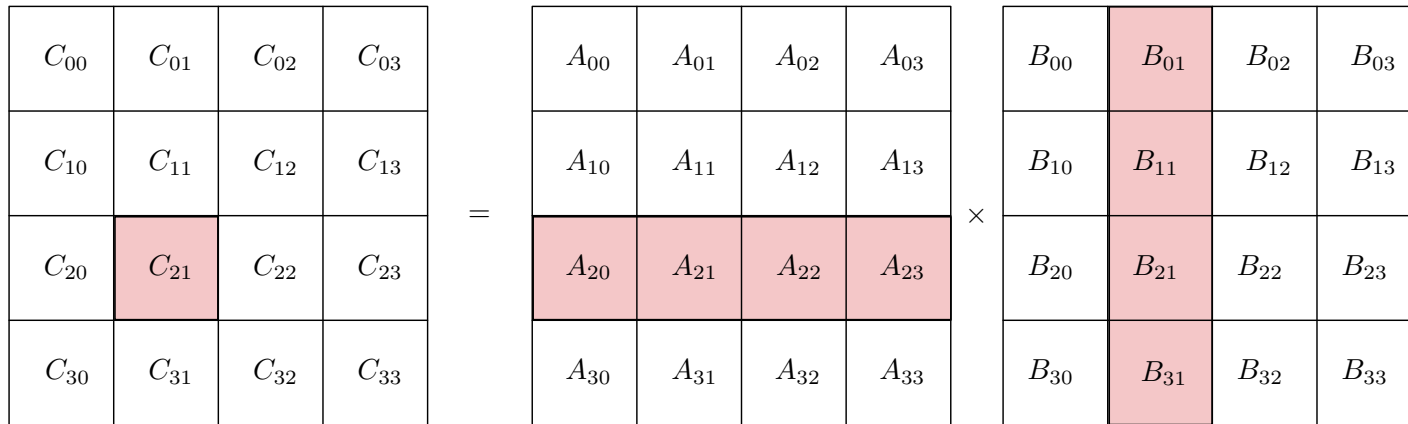 C₀₀ C₀₁ C₀₂ C₀₃ A₀₀ A₀₁ A₀₂ A₀₃ B₀₀ B₀₁ B₀₂ B₀₃
C₁₀ C₁₁ C₁₂ C₁₃ A₁₀ A₁₁ A₁₂ A₁₃ B₁₀ B₁₁ B₁₂ B₁₃
= ×
C₂₀ C₂₁ C₂₂ C₂₃ A₂₀ A₂₁ A₂₂ A₂₃ B₂₀ B₂₁ B₂₂ B₂₃
C₃₀ C₃₁ C₃₂ C₃₃ A₃₀ A₃₁ A₃₂ A₃₃ B₃₀ B₃₁ B₃₂ B₃₃